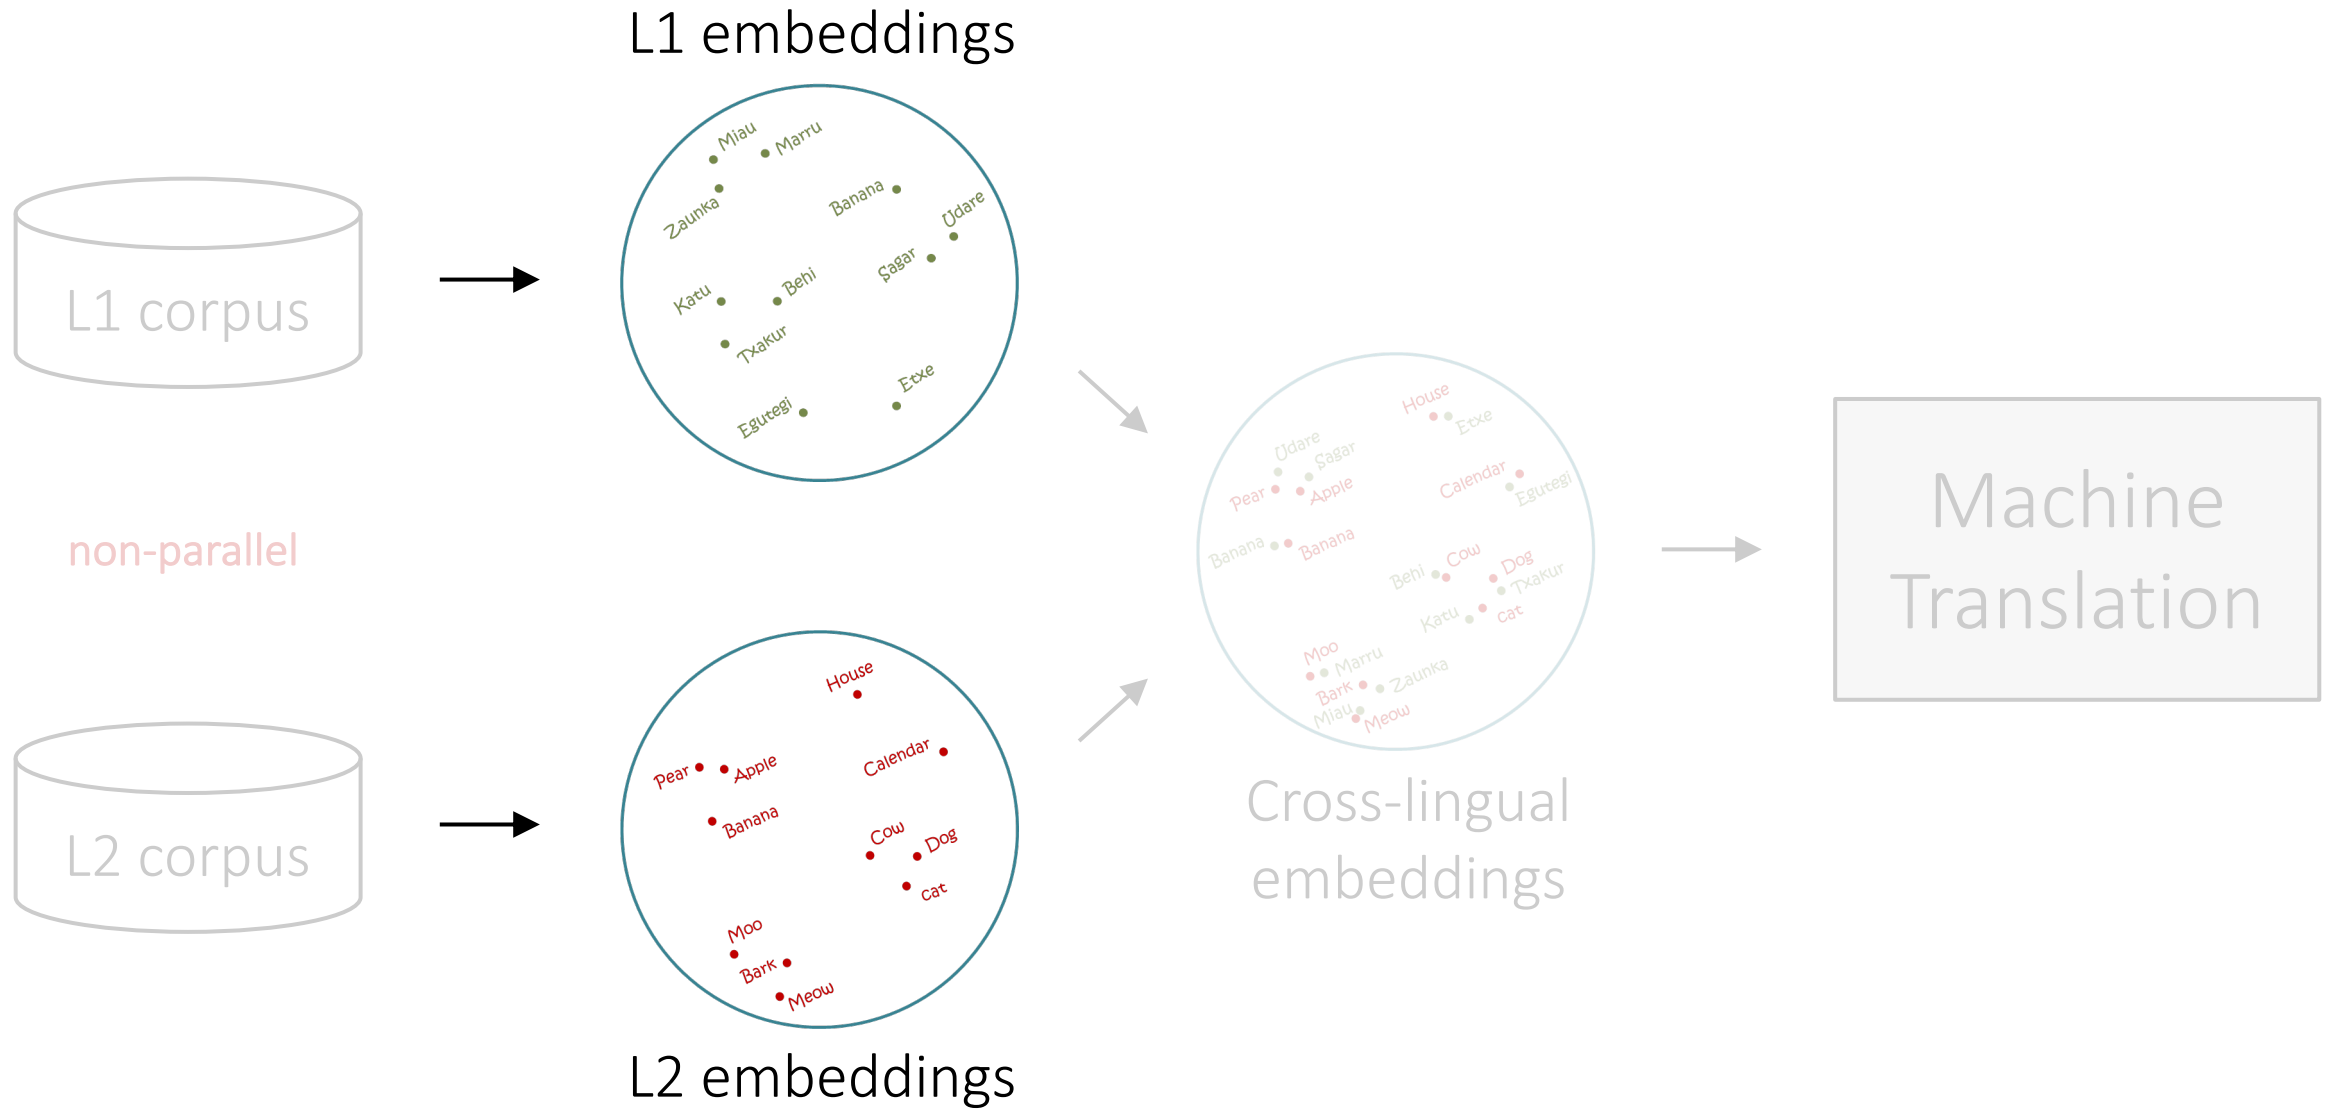 L1 embeddings
Miau
Marru
Zaunka
Banana
Udare
Sagar
Katu
Behi
Txakur
Etxe
Egutegi
L1 corpus
non-parallel
L2 corpus
House
Pear
Apple
Calendar
Banana
Cow
Dog
cat
Moo
Bark
Meow
L2 embeddings
House
Etxe
Udare
Sagar
Pear
Apple
Calendar
Egutegi
Banana
Banana
Behi
Cow
Dog
Txakur
Katu
cat
Moo
Marru
Bark
Zaunka
Miau
Meow
Cross-lingual
embeddings
Machine
Translation